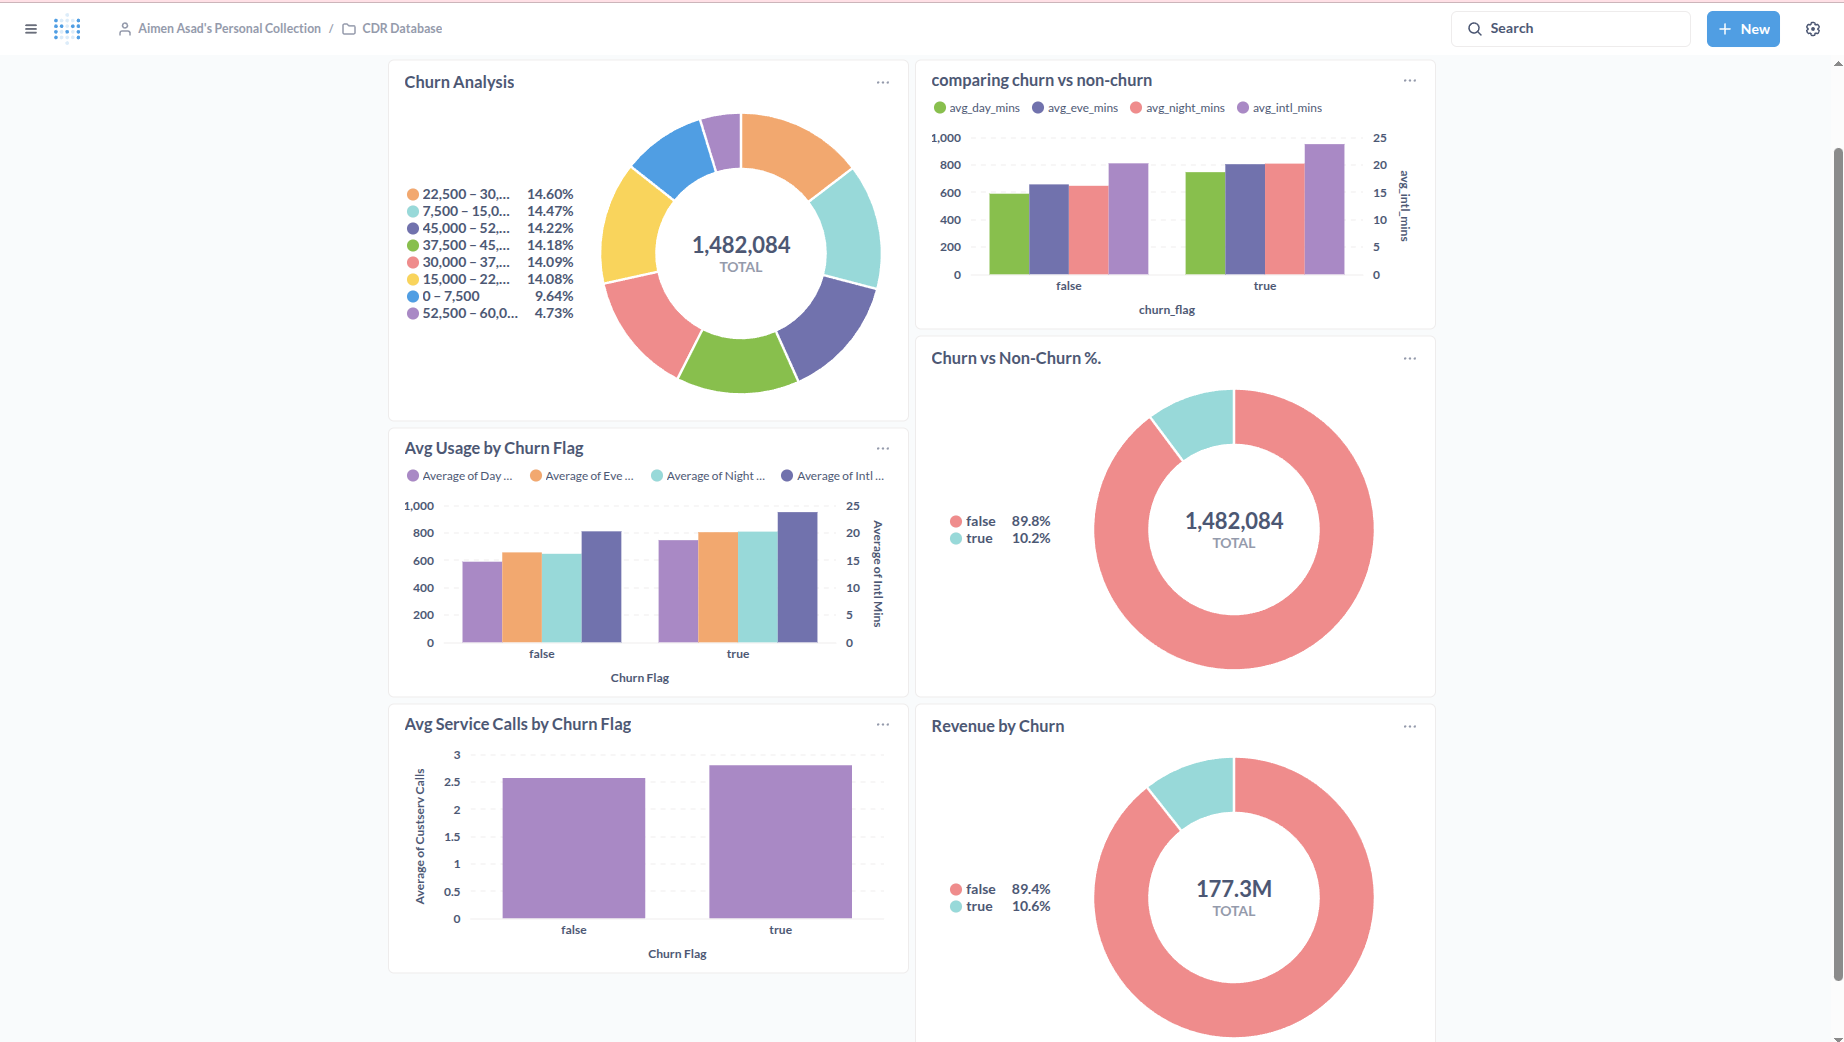 Aimen Asad's Personal Collection / CDR Database
Search
New
Churn Analysis
22,500 – 30,... 14.60%
7,500 – 15,0... 14.47%
45,000 – 52,... 14.22%
37,500 – 45,... 14.18%
30,000 – 37,... 14.09%
15,000 – 22,... 14.08%
0 – 7,500 9.64%
52,500 – 60,0... 4.73%
1,482,084
TOTAL
comparing churn vs non-churn
avg_day_mins avg_eve_mins avg_night_mins avg_intl_mins
1,000 25
800 20
600 15
400 10
200 5
0 0
avg_intl_mins
false true
churn_flag
Churn vs Non-Churn %.
false 89.8%
true 10.2%
1,482,084
TOTAL
Avg Usage by Churn Flag
Average of Day ... Average of Eve ... Average of Night ... Average of Intl ...
1,000 25
800 20
600 15
400 10
200 5
0 0
Average of Intl Mins
false true
Churn Flag
Avg Service Calls by Churn Flag
Average of Custserv Calls
3
2.5
2
1.5
1
0.5
0
false true
Churn Flag
Revenue by Churn
false 89.4%
true 10.6%
177.3M
TOTAL